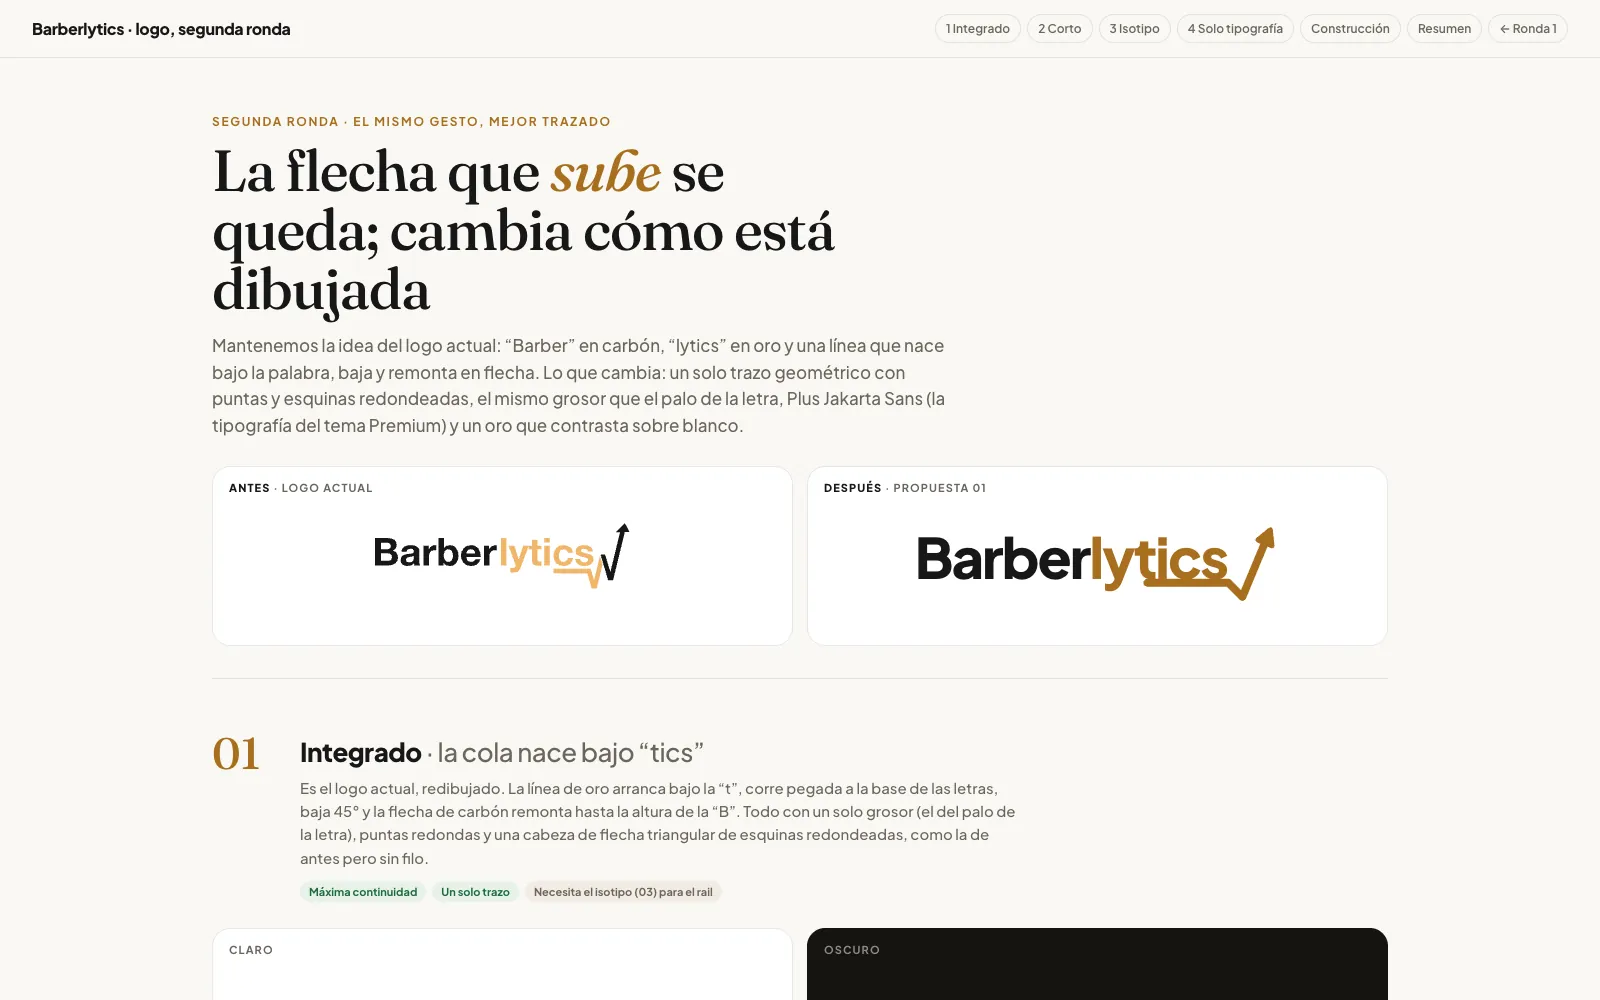 Barberlytics · logo, segunda ronda
1 Integrado
2 Corto
3 Isotipo
4 Solo tipografía
Construcción
Resumen
← Ronda 1
SEGUNDA RONDA · EL MISMO GESTO, MEJOR TRAZADO
La flecha que sube se
queda; cambia cómo está
dibujada
Mantenemos la idea del logo actual: “Barber” en carbón, “lytics” en oro y una línea que nace
bajo la palabra, baja y remonta en flecha. Lo que cambia: un solo trazo geométrico con
puntas y esquinas redondeadas, el mismo grosor que el palo de la letra, Plus Jakarta Sans (la
tipografía del tema Premium) y un oro que contrasta sobre blanco.
ANTES · LOGO ACTUAL
Barberlytics
DESPUÉS · PROPUESTA 01
Barberlytics
01
Integrado · la cola nace bajo “tics”
Es el logo actual, redibujado. La línea de oro arranca bajo la “t”, corre pegada a la base de las letras,
baja 45° y la flecha de carbón remonta hasta la altura de la “B”. Todo con un solo grosor (el del palo de
la letra), puntas redondas y una cabeza de flecha triangular de esquinas redondeadas, como la de
antes pero sin filo.
Máxima continuidad
Un solo trazo
Necesita el isotipo (03) para el rail
CLARO
OSCURO